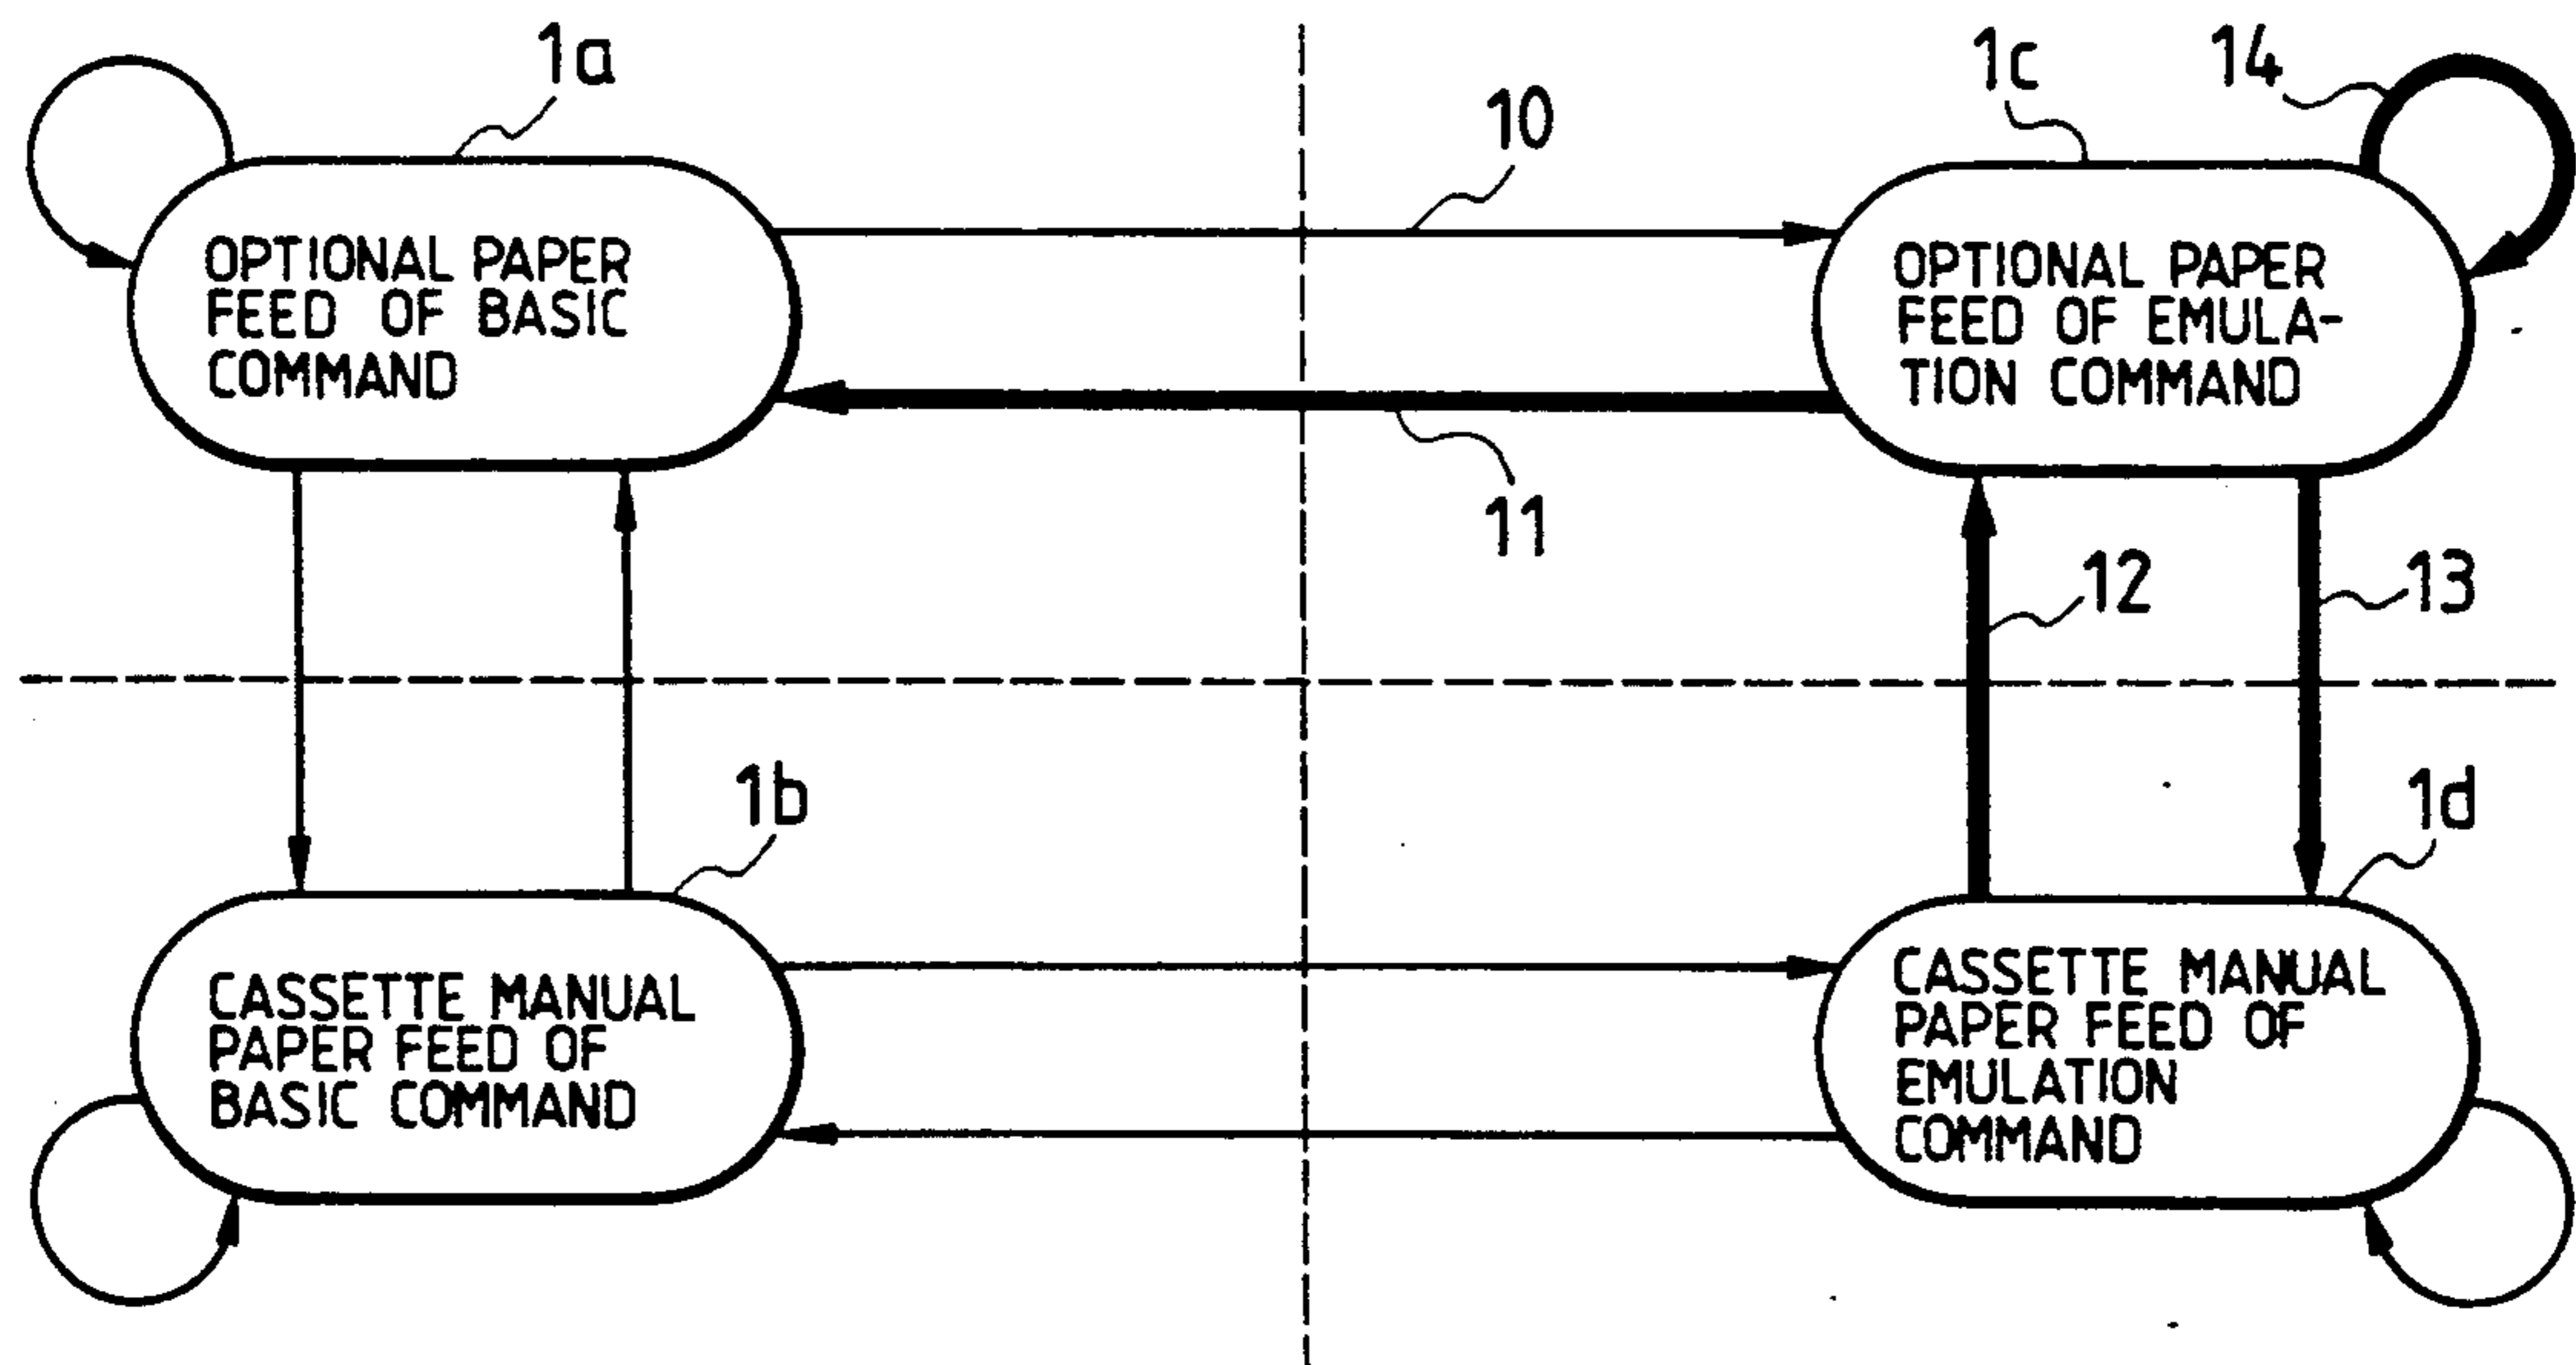 1a
1c
14
10
OPTIONAL PAPER
FEED OF BASIC
COMMAND
OPTIONAL PAPER
FEED OF EMULA-
TION COMMAND
11
12
13
1b
1d
CASSETTE MANUAL
PAPER FEED OF
BASIC COMMAND
CASSETTE MANUAL
PAPER FEED OF
EMULATION
COMMAND